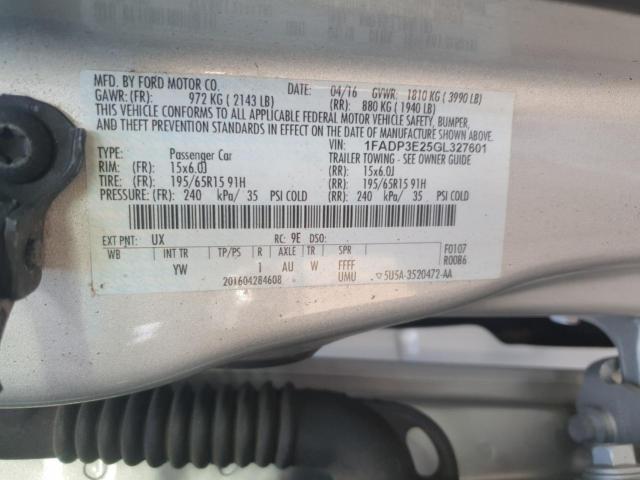 MFD. BY FORD MOTOR CO.
DATE: 04/16 GVWR: 1810 KG ( 3990 LB)
GAWR: (FR): 972 KG ( 2143 LB) (RR): 880 KG ( 1940 LB)
THIS VEHICLE CONFORMS TO ALL APPLICABLE FEDERAL MOTOR VEHICLE SAFETY, BUMPER,
AND THEFT PREVENTION STANDARDS IN EFFECT ON THE DATE OF MANUFACTURE SHOWN ABOVE.
VIN: 1FADP3E25GL327601
TYPE: Passenger Car TRAILER TOWING - SEE OWNER GUIDE
RIM: (FR): 15x6.0J (RR): 15x6.0J
TIRE: (FR): 195/65R15 91H (RR): 195/65R15 91H
PRESSURE: (FR): 240 kPa/ 35 PSI COLD (RR): 240 kPa/ 35 PSI COLD
EXT PNT: UX RC: 9E DSO:
WB INT TR TP/PS R AXLE TR SPR F0107
R0086
YW 1 AU W FFFF
UMU
201604284608 5U5A-3520472-AA